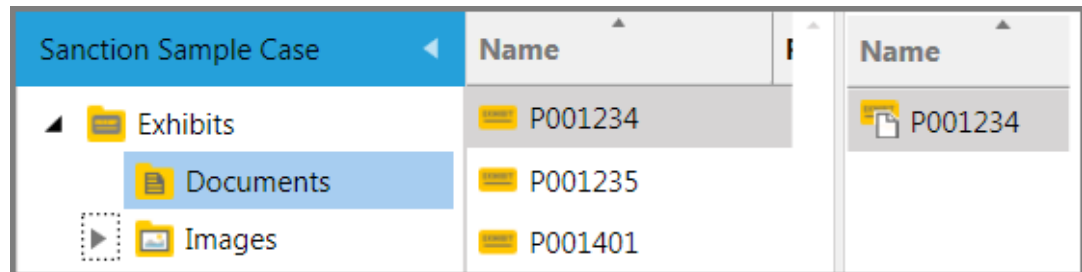 Sanction Sample Case
Exhibits
Documents
Images
Name
P001234
P001235
P001401
Name
P001234